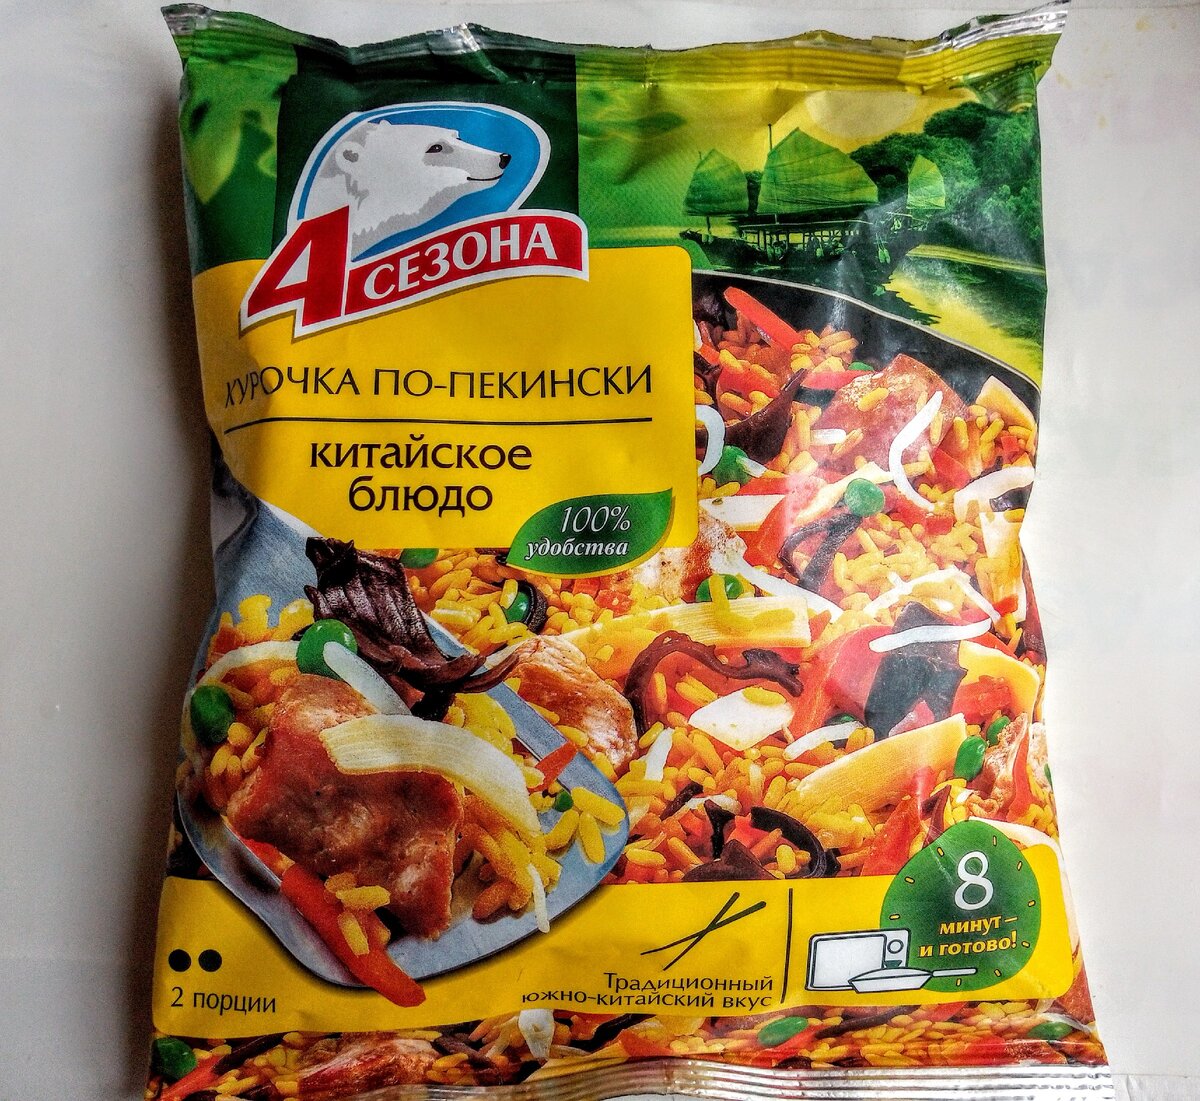 4 СЕЗОНА
КУРОЧКА ПО-ПЕКИНСКИ
китайское
блюдо
100%
удобства
8
минут –
и готово!
2 порции
Традиционный
южно-китайский вкус